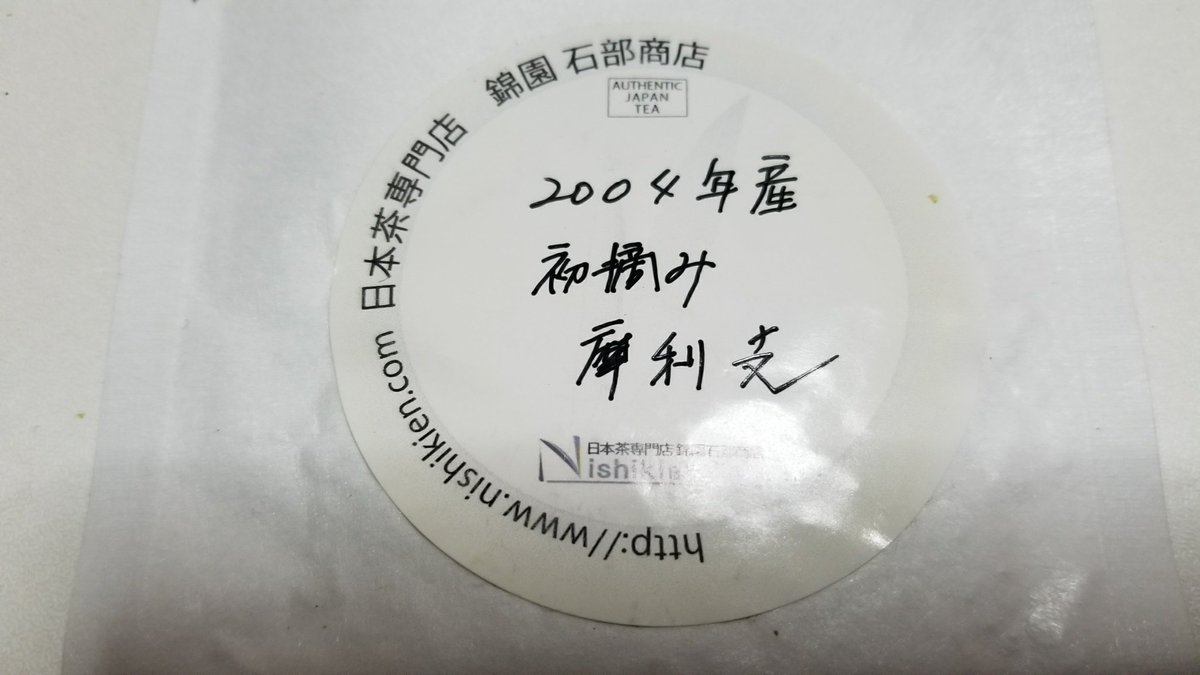 http://www.nishikien.com 日本茶専門店 錦園 石部商店
AUTHENTIC
JAPAN
TEA
2004年産
初摘み
摩利支
日本茶専門店 錦園石部商店
Nishikien